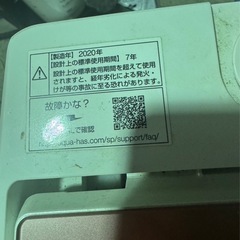 【製造年】2020年
【設計上の標準使用期間】7年
設計上の標準使用期間を超えて使用
されますと、経年劣化による発火・
けが等の事故に至る恐れがあります。
故障かな?
で確認
qua-has.com/sp/support/faq/